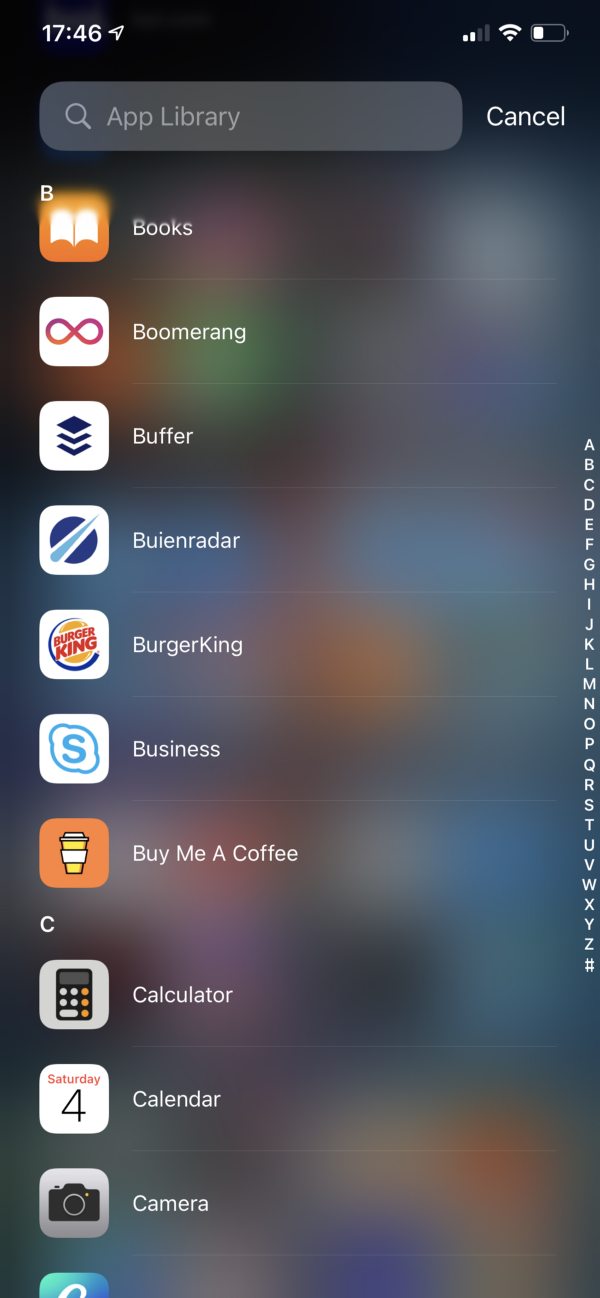 17:46
App Library
Cancel
B
Books
Boomerang
Buffer
Buienradar
BURGER
KING
BurgerKing
S
Business
Buy Me A Coffee
C
Calculator
Saturday
4
Calendar
Camera
A
B
C
D
E
F
G
H
I
J
K
L
M
N
O
P
Q
R
S
T
U
V
W
X
Y
Z
#